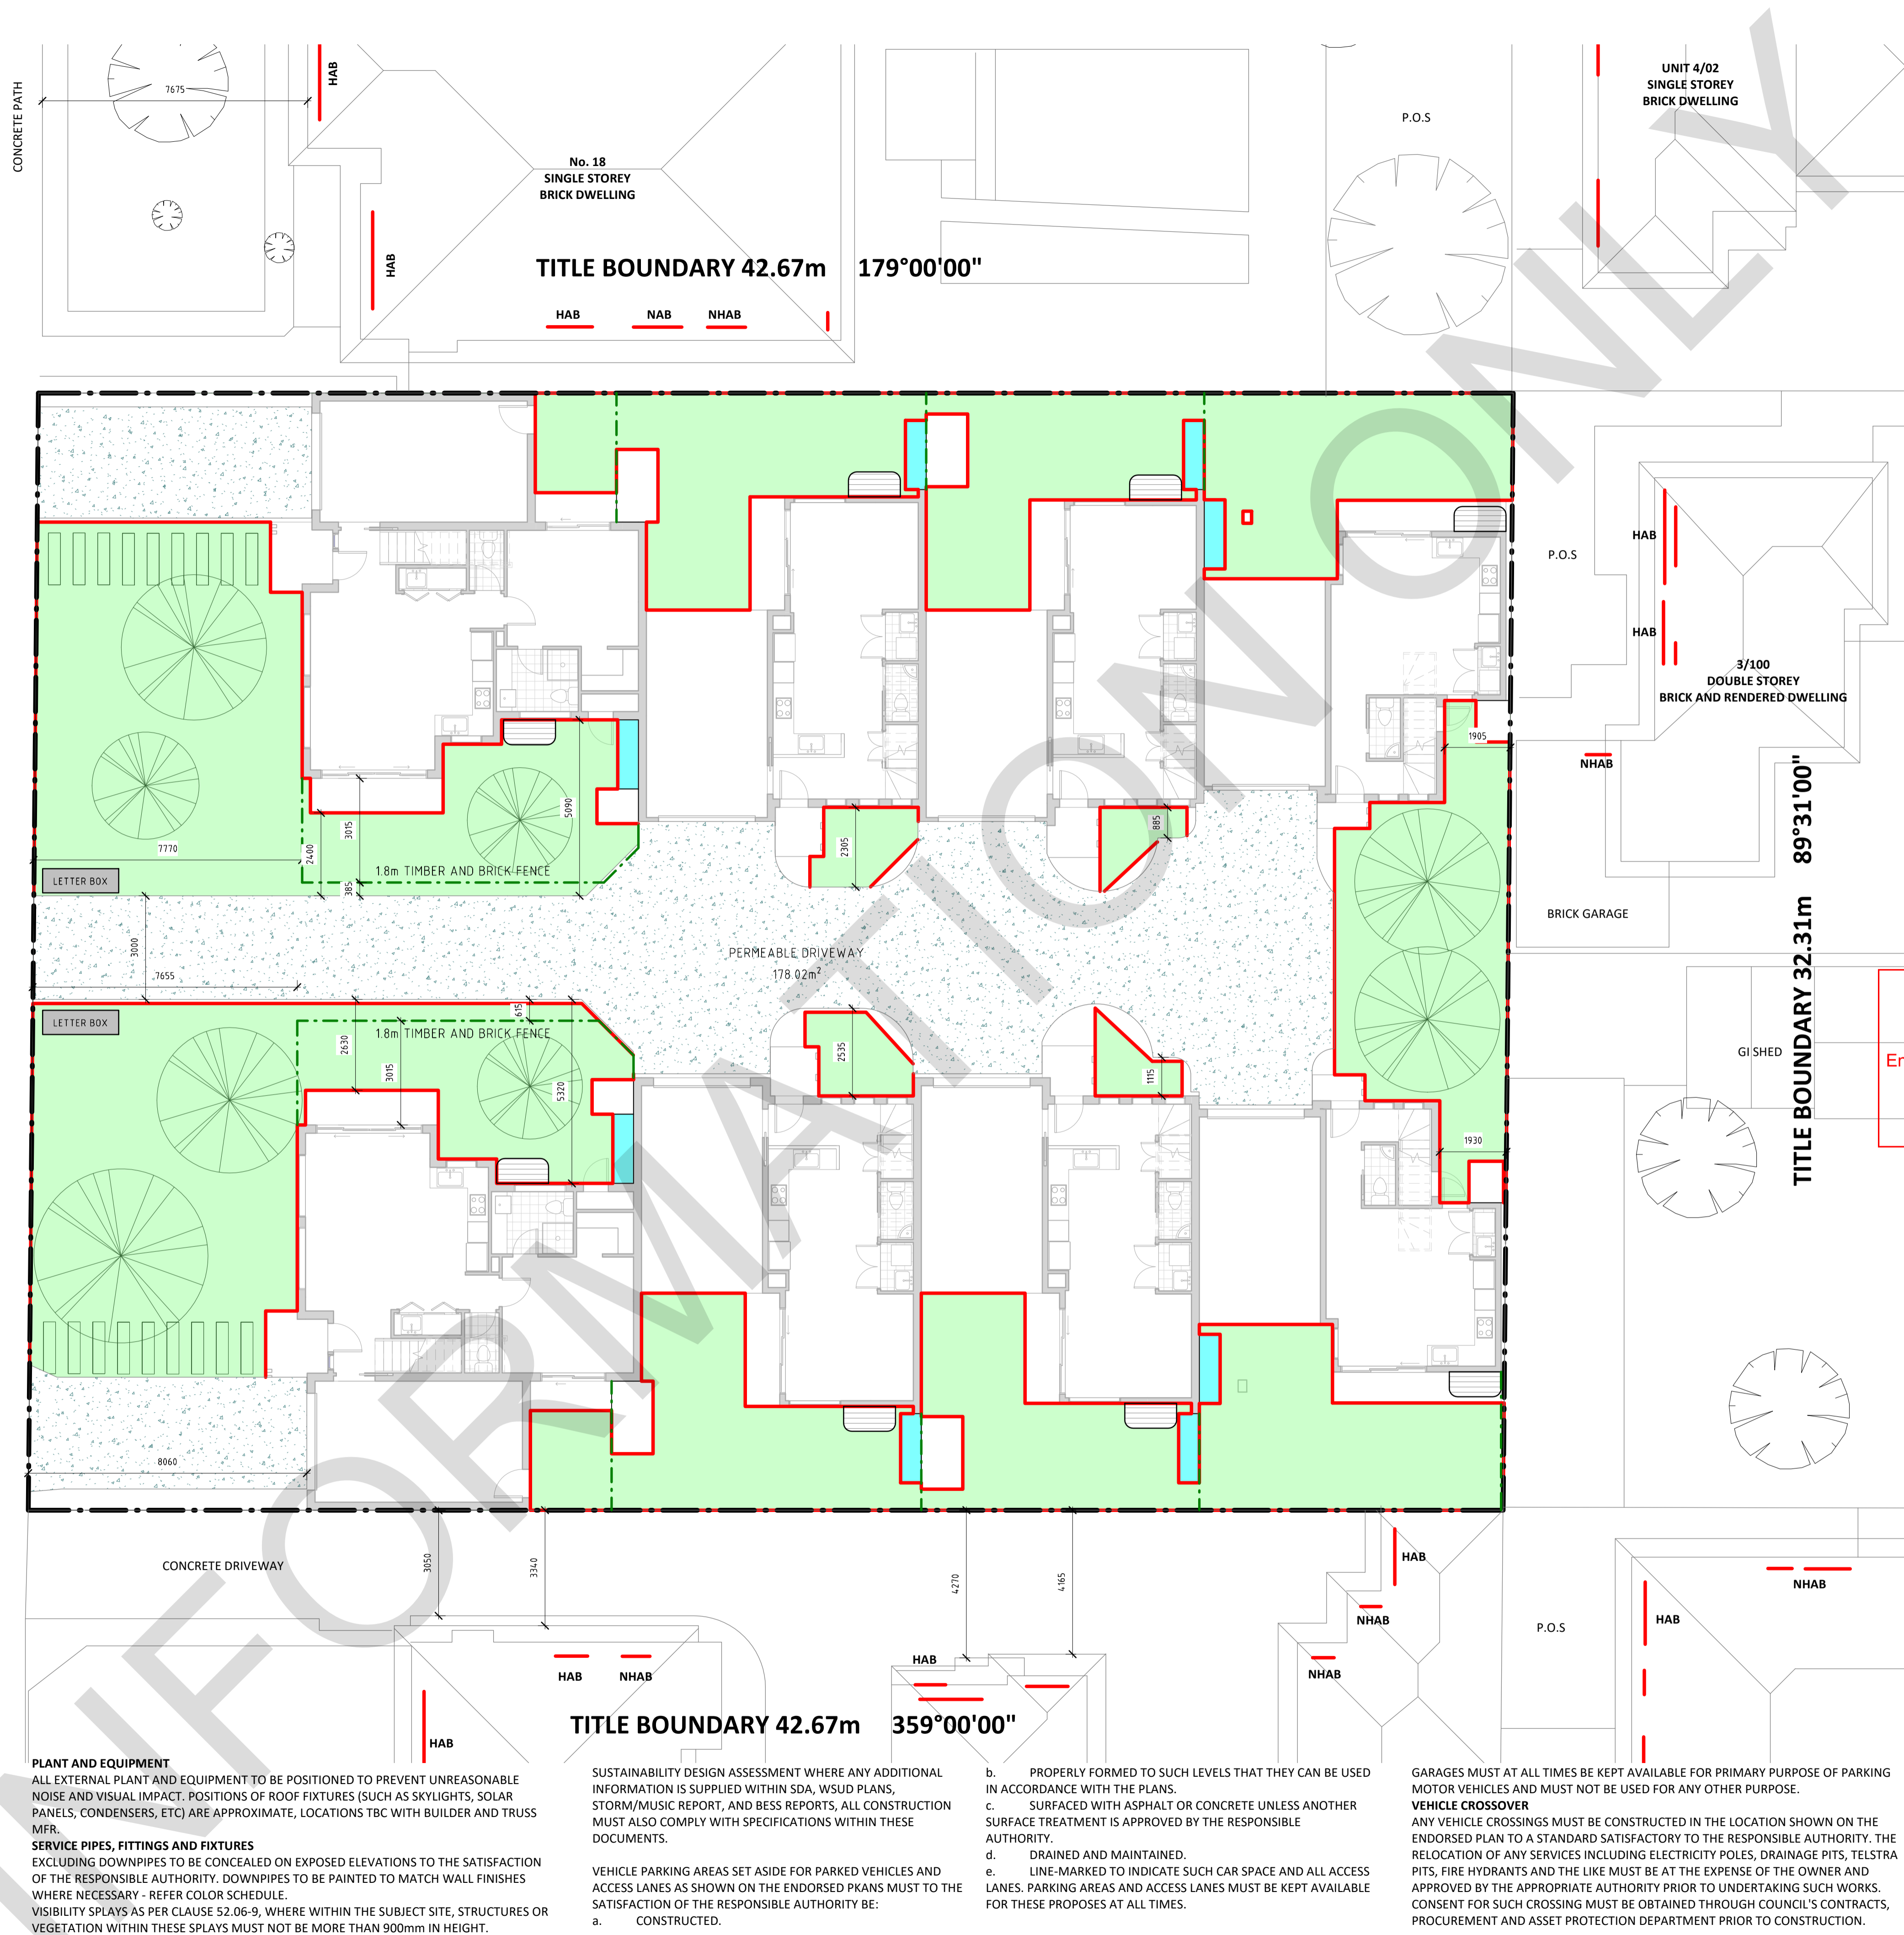 CONCRETE PATH
7675
HAB
No. 18
SINGLE STOREY
BRICK DWELLING
HAB
P.O.S
UNIT 4/02
SINGLE STOREY
BRICK DWELLING
TITLE BOUNDARY 42.67m 179°00'00"
HAB NAB NHAB
P.O.S
HAB
HAB
3/100
DOUBLE STOREY
BRICK AND RENDERED DWELLING
NHAB
1905
5090
3015
2400
385
7770
1.8m TIMBER AND BRICK FENCE
LETTER BOX
2305
885
BRICK GARAGE
TITLE BOUNDARY 32.31m 89°31'00"
3000
7655
PERMEABLE DRIVEWAY
178.02m²
LETTER BOX
615
1.8m TIMBER AND BRICK FENCE
2630
3015
5320
2535
1115
GI SHED
Er
1930
8060
CONCRETE DRIVEWAY
3050
3340
4270
4165
HAB
NHAB
NHAB
P.O.S
HAB
NHAB
HAB NHAB
HAB
HAB
TITLE BOUNDARY 42.67m 359°00'00"
INFORMATION ONLY
PLANT AND EQUIPMENT
ALL EXTERNAL PLANT AND EQUIPMENT TO BE POSITIONED TO PREVENT UNREASONABLE
NOISE AND VISUAL IMPACT. POSITIONS OF ROOF FIXTURES (SUCH AS SKYLIGHTS, SOLAR
PANELS, CONDENSERS, ETC) ARE APPROXIMATE, LOCATIONS TBC WITH BUILDER AND TRUSS
MFR.
SERVICE PIPES, FITTINGS AND FIXTURES
EXCLUDING DOWNPIPES TO BE CONCEALED ON EXPOSED ELEVATIONS TO THE SATISFACTION
OF THE RESPONSIBLE AUTHORITY. DOWNPIPES TO BE PAINTED TO MATCH WALL FINISHES
WHERE NECESSARY - REFER COLOR SCHEDULE.
VISIBILITY SPLAYS AS PER CLAUSE 52.06-9, WHERE WITHIN THE SUBJECT SITE, STRUCTURES OR
VEGETATION WITHIN THESE SPLAYS MUST NOT BE MORE THAN 900mm IN HEIGHT.
SUSTAINABILITY DESIGN ASSESSMENT WHERE ANY ADDITIONAL
INFORMATION IS SUPPLIED WITHIN SDA, WSUD PLANS,
STORM/MUSIC REPORT, AND BESS REPORTS, ALL CONSTRUCTION
MUST ALSO COMPLY WITH SPECIFICATIONS WITHIN THESE
DOCUMENTS.
VEHICLE PARKING AREAS SET ASIDE FOR PARKED VEHICLES AND
ACCESS LANES AS SHOWN ON THE ENDORSED PKANS MUST TO THE
SATISFACTION OF THE RESPONSIBLE AUTHORITY BE:
a. CONSTRUCTED.
b. PROPERLY FORMED TO SUCH LEVELS THAT THEY CAN BE USED
IN ACCORDANCE WITH THE PLANS.
c. SURFACED WITH ASPHALT OR CONCRETE UNLESS ANOTHER
SURFACE TREATMENT IS APPROVED BY THE RESPONSIBLE
AUTHORITY.
d. DRAINED AND MAINTAINED.
e. LINE-MARKED TO INDICATE SUCH CAR SPACE AND ALL ACCESS
LANES. PARKING AREAS AND ACCESS LANES MUST BE KEPT AVAILABLE
FOR THESE PROPOSES AT ALL TIMES.
GARAGES MUST AT ALL TIMES BE KEPT AVAILABLE FOR PRIMARY PURPOSE OF PARKING
MOTOR VEHICLES AND MUST NOT BE USED FOR ANY OTHER PURPOSE.
VEHICLE CROSSOVER
ANY VEHICLE CROSSINGS MUST BE CONSTRUCTED IN THE LOCATION SHOWN ON THE
ENDORSED PLAN TO A STANDARD SATISFACTORY TO THE RESPONSIBLE AUTHORITY. THE
RELOCATION OF ANY SERVICES INCLUDING ELECTRICITY POLES, DRAINAGE PITS, TELSTRA
PITS, FIRE HYDRANTS AND THE LIKE MUST BE AT THE EXPENSE OF THE OWNER AND
APPROVED BY THE APPROPRIATE AUTHORITY PRIOR TO UNDERTAKING SUCH WORKS.
CONSENT FOR SUCH CROSSING MUST BE OBTAINED THROUGH COUNCIL'S CONTRACTS,
PROCUREMENT AND ASSET PROTECTION DEPARTMENT PRIOR TO CONSTRUCTION.